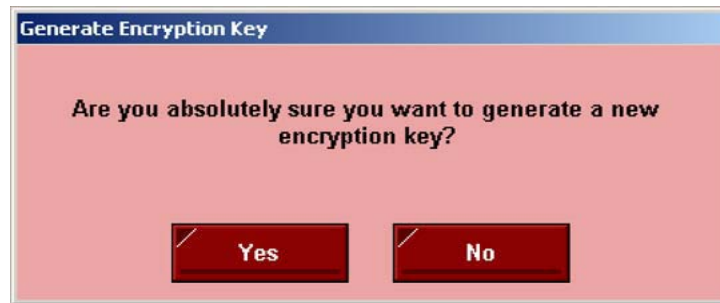 Generate Encryption Key
Are you absolutely sure you want to generate a new
encryption key?
Yes
No